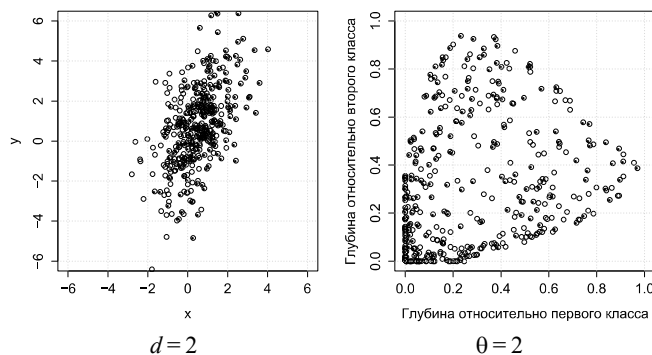 6
4
2
0
−2
−4
−6
y
−6 −4 −2 0 2 4 6
x
d = 2
1.0
0.8
0.6
0.4
0.2
0.0
Глубина относительно второго класса
0.0 0.2 0.4 0.6 0.8 1.0
Глубина относительно первого класса
θ = 2